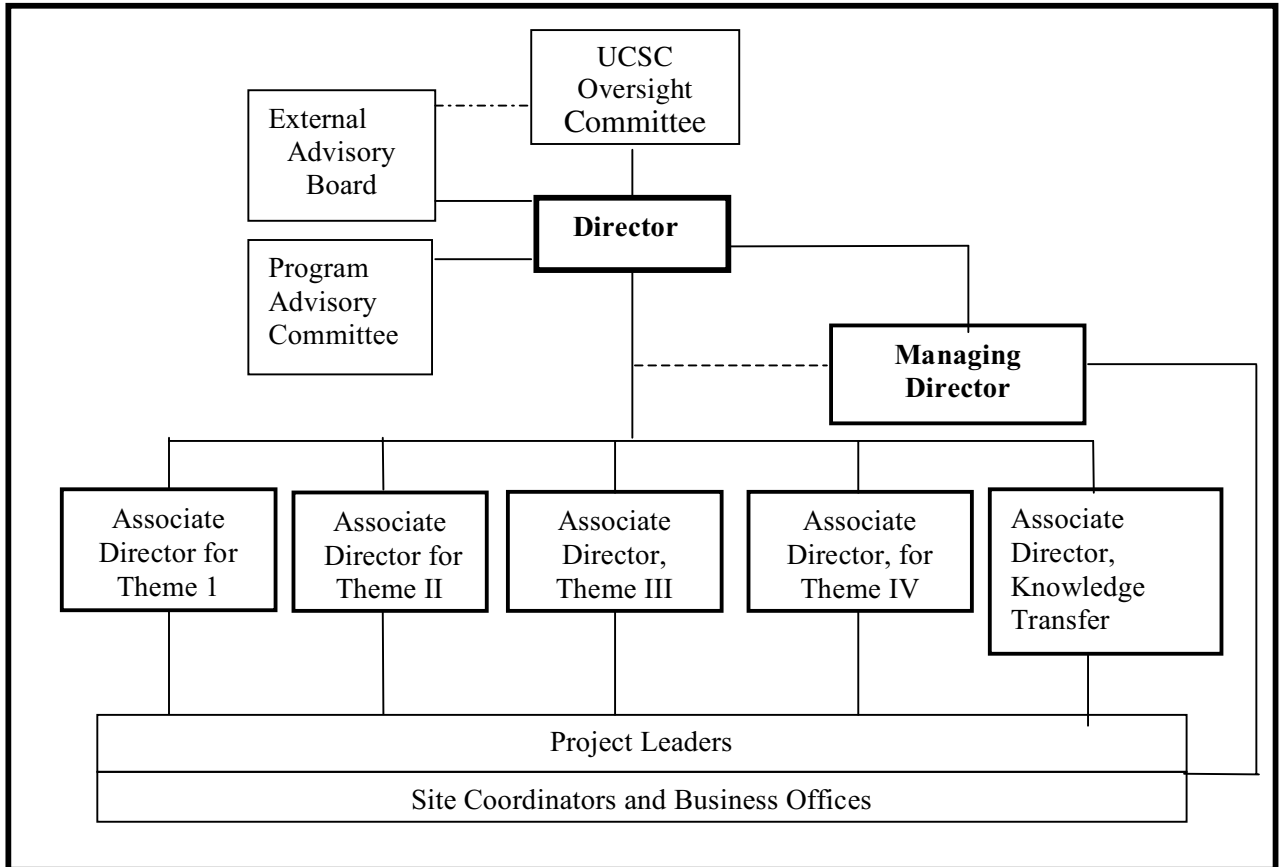 UCSC
Oversight
Committee
External
Advisory
Board
Director
Program
Advisory
Committee
Managing
Director
Associate
Director for
Theme 1
Associate
Director for
Theme II
Associate
Director,
Theme III
Associate
Director, for
Theme IV
Associate
Director,
Knowledge
Transfer
Project Leaders
Site Coordinators and Business Offices